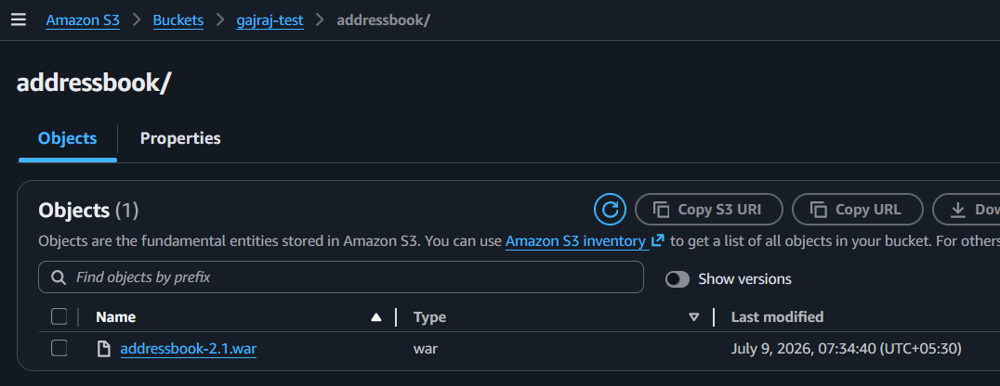 Amazon S3 > Buckets > gajraj-test > addressbook/
addressbook/
Objects Properties
Objects (1) Copy S3 URI Copy URL
Objects are the fundamental entities stored in Amazon S3. You can use Amazon S3 inventory to get a list of all objects in your bucket. For others
Find objects by prefix Show versions
Name Type Last modified
addressbook-2.1.war war July 9, 2026, 07:34:40 (UTC+05:30)